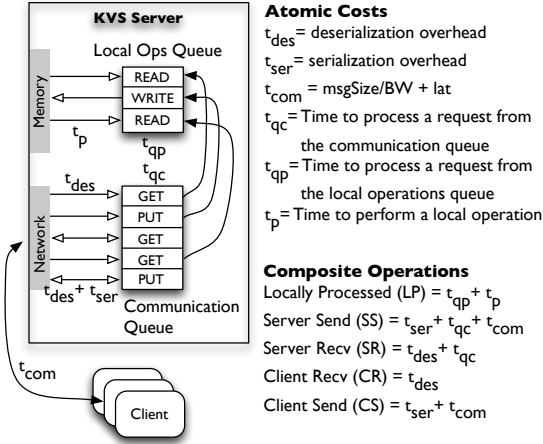 KVS Server
Local Ops Queue
Memory
READ
WRITE
READ
t_p
t_qp
t_qc
t_des
Network
GET
PUT
GET
GET
PUT
t_des + t_ser
Communication
Queue
t_com
Client
Atomic Costs
t_des = deserialization overhead
t_ser = serialization overhead
t_com = msgSize/BW + lat
t_qc = Time to process a request from
the communication queue
t_qp = Time to process a request from
the local operations queue
t_p = Time to perform a local operation
Composite Operations
Locally Processed (LP) = t_qp + t_p
Server Send (SS) = t_ser + t_qc + t_com
Server Recv (SR) = t_des + t_qc
Client Recv (CR) = t_des
Client Send (CS) = t_ser + t_com